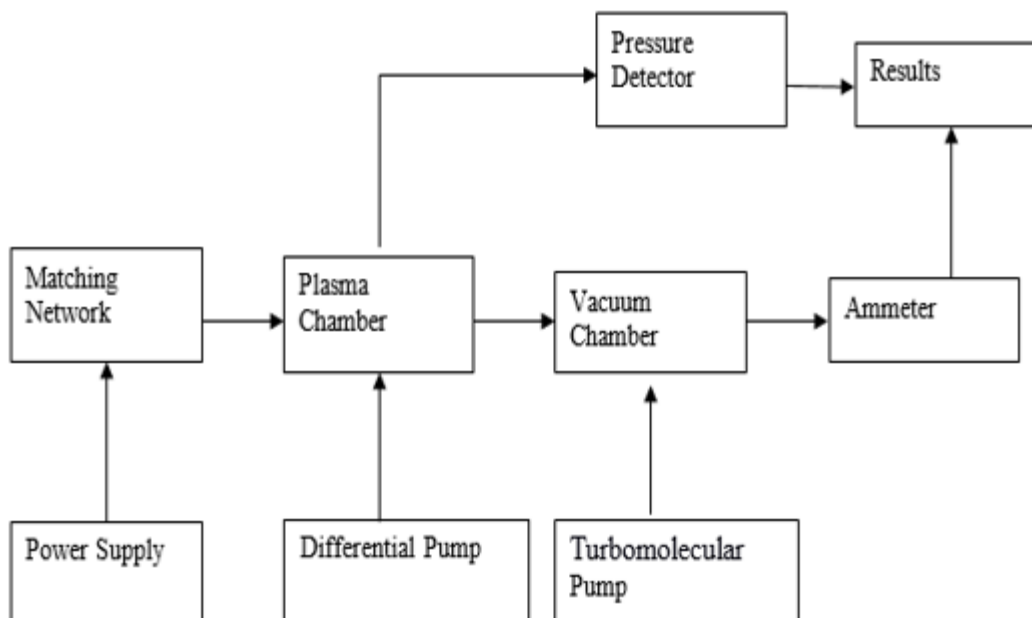 Pressure
Detector
Results
Matching
Network
Plasma
Chamber
Vacuum
Chamber
Ammeter
Power Supply
Differential Pump
Turbomolecular
Pump